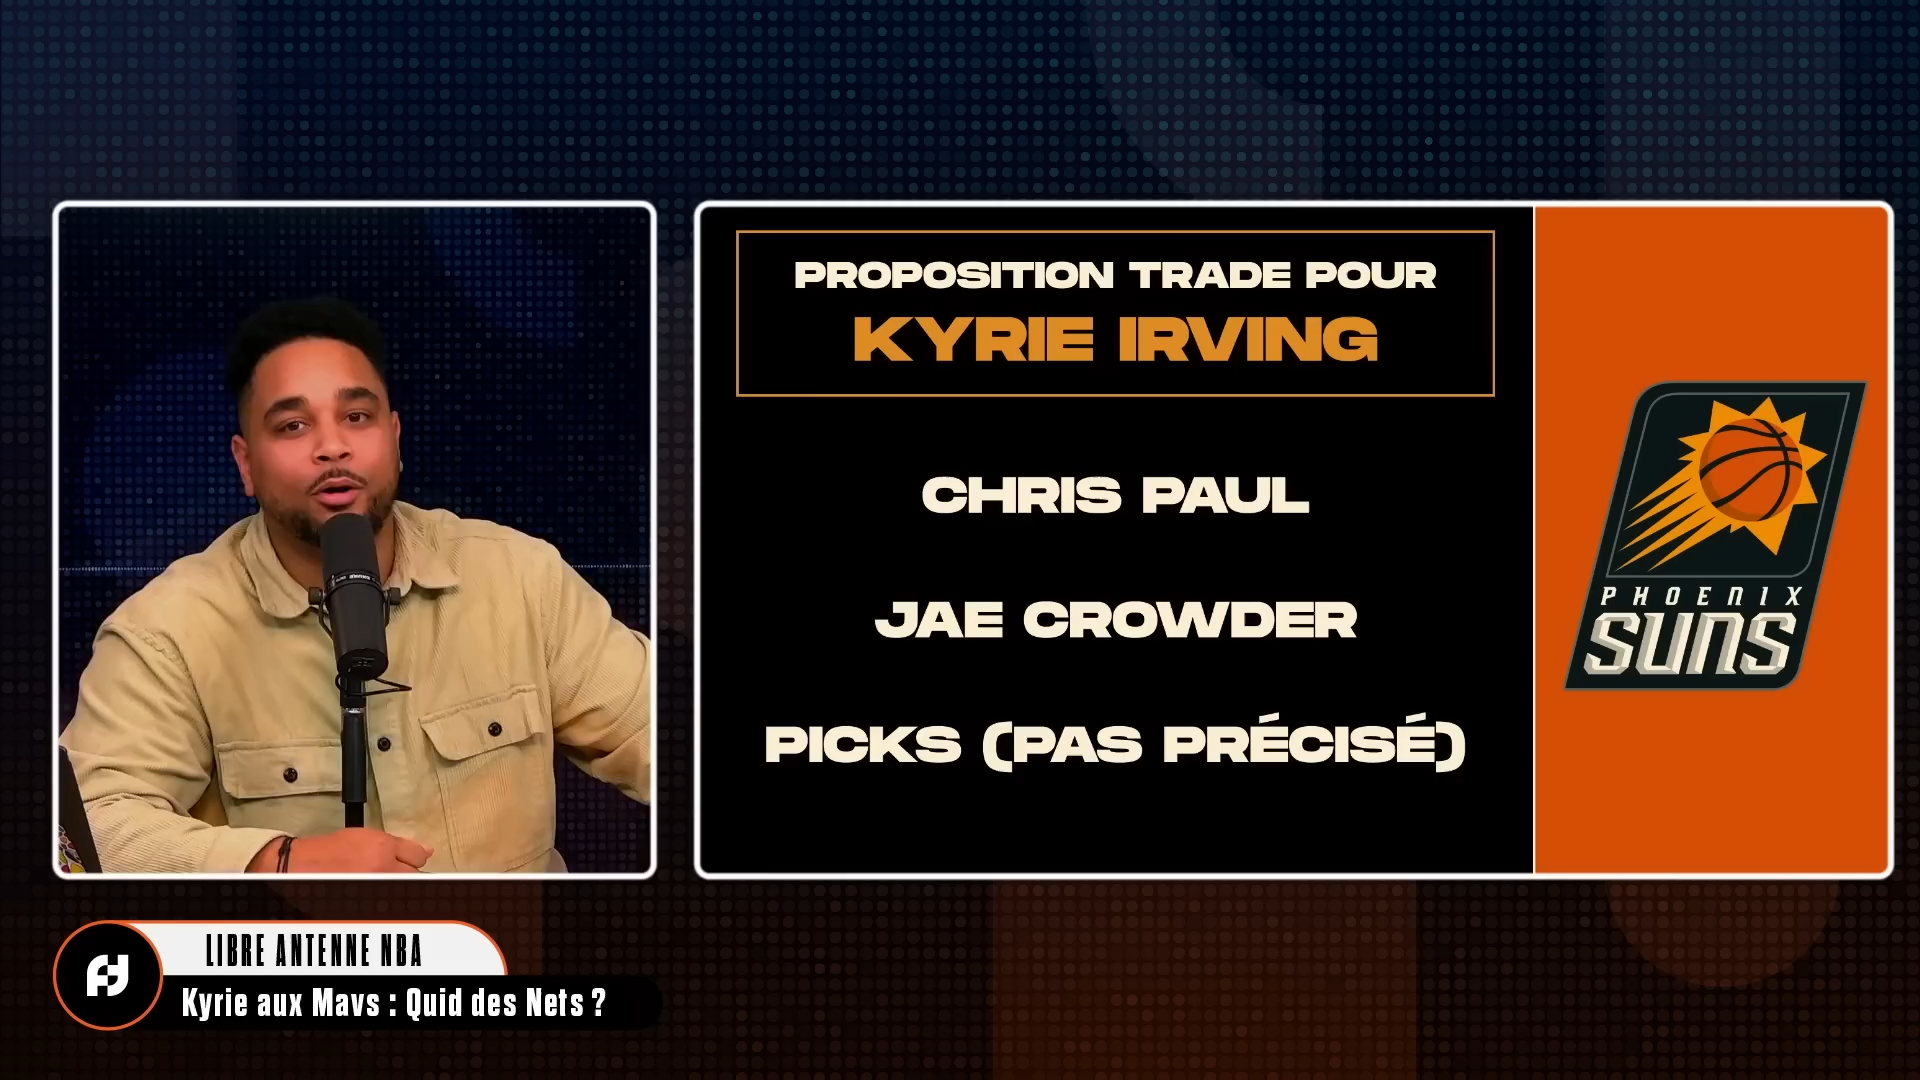 PROPOSITION TRADE POUR
KYRIE IRVING
CHRIS PAUL
JAE CROWDER
PICKS (PAS PRÉCISÉ)
PHOENIX
SUNS
LIBRE ANTENNE NBA
Kyrie aux Mavs : Quid des Nets ?